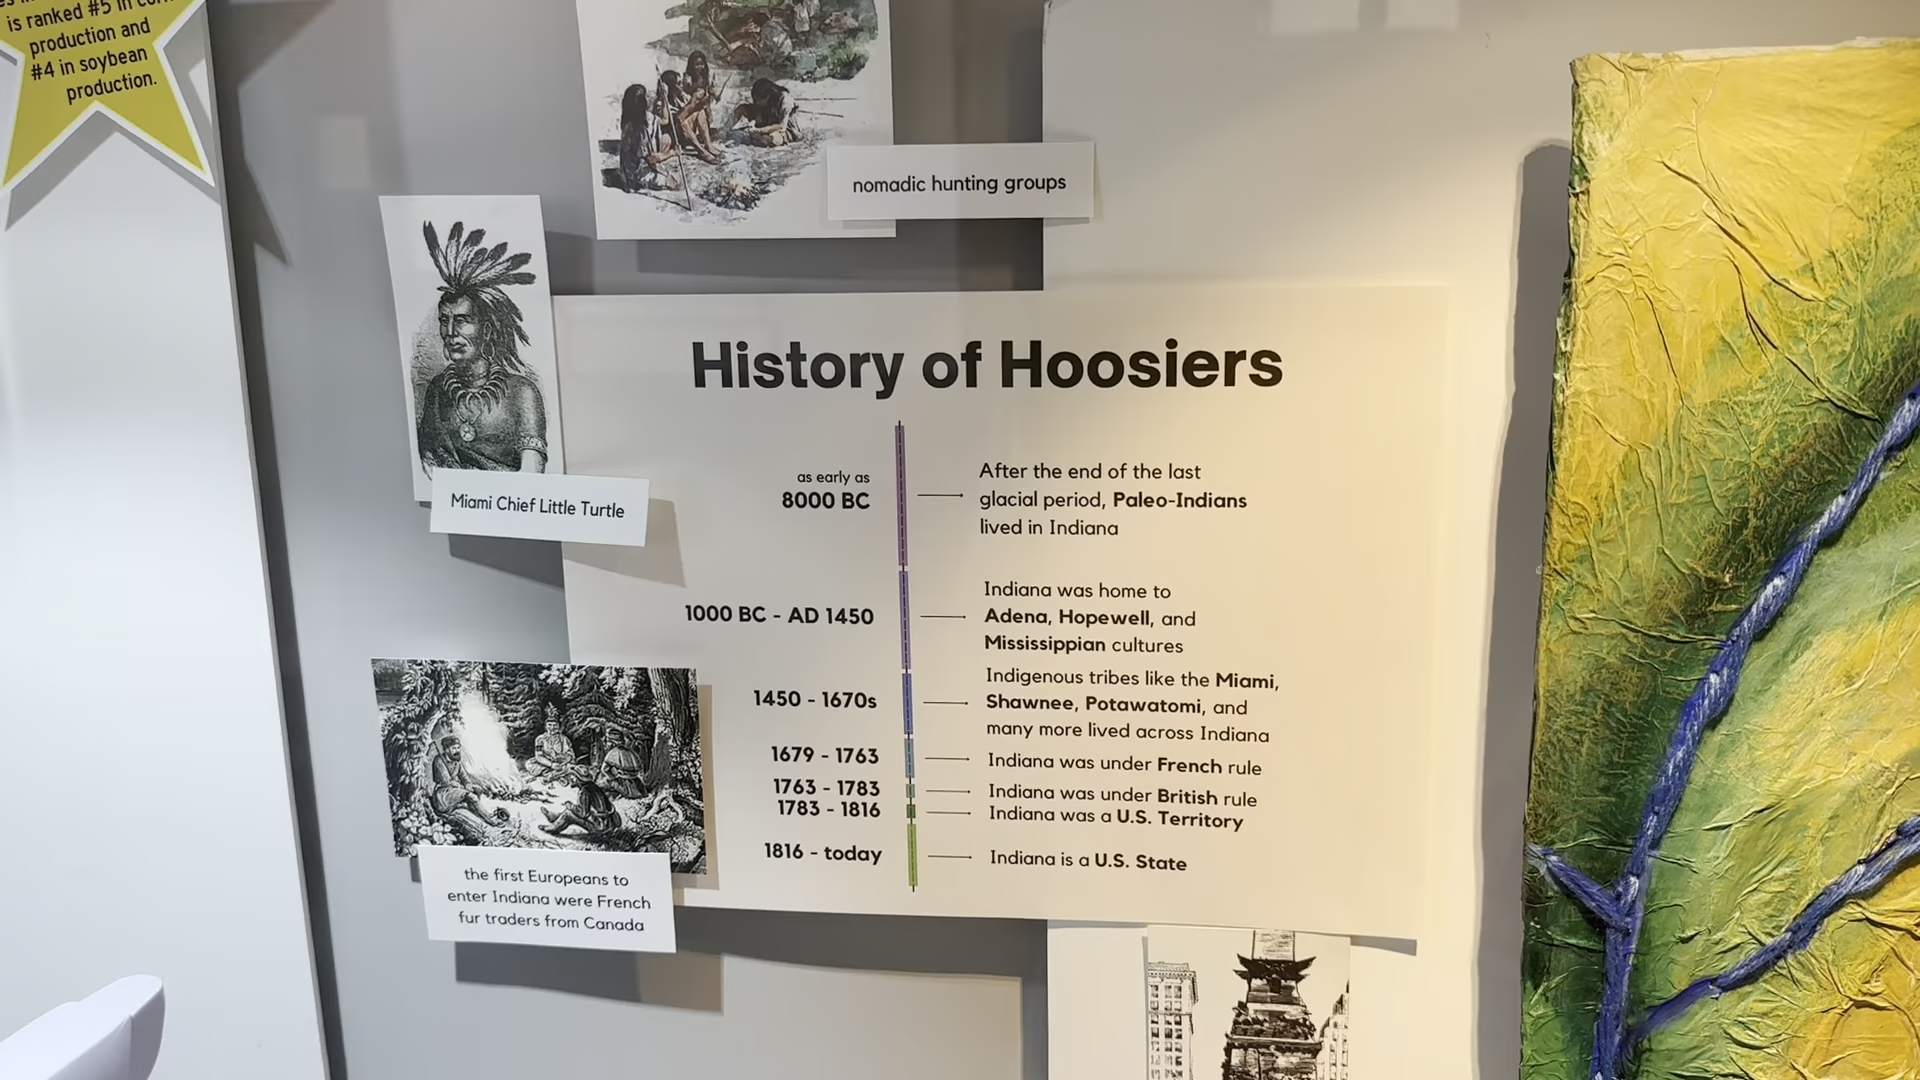 is ranked #5 in
production and
#4 in soybean
production.
nomadic hunting groups
Miami Chief Little Turtle
History of Hoosiers
as early as
8000 BC
After the end of the last
glacial period, Paleo-Indians
lived in Indiana
1000 BC - AD 1450
Indiana was home to
Adena, Hopewell, and
Mississippian cultures
1450 - 1670s
Indigenous tribes like the Miami,
Shawnee, Potawatomi, and
many more lived across Indiana
1679 - 1763
Indiana was under French rule
1763 - 1783
Indiana was under British rule
1783 - 1816
Indiana was a U.S. Territory
1816 - today
Indiana is a U.S. State
the first Europeans to
enter Indiana were French
fur traders from Canada